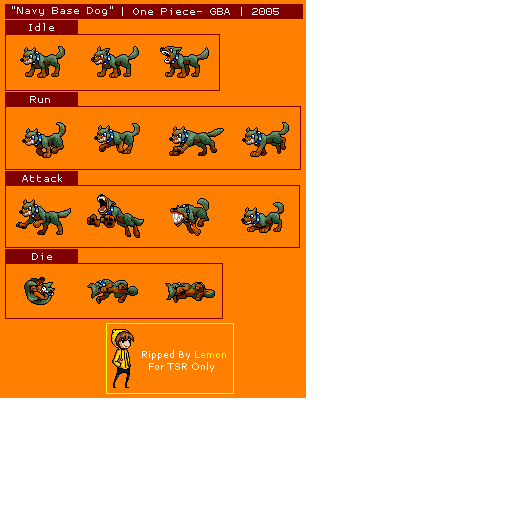 "Navy Base Dog" | One Piece- GBA | 2005
Idle
Run
Attack
Die
Ripped By Lemon
For TSR Only